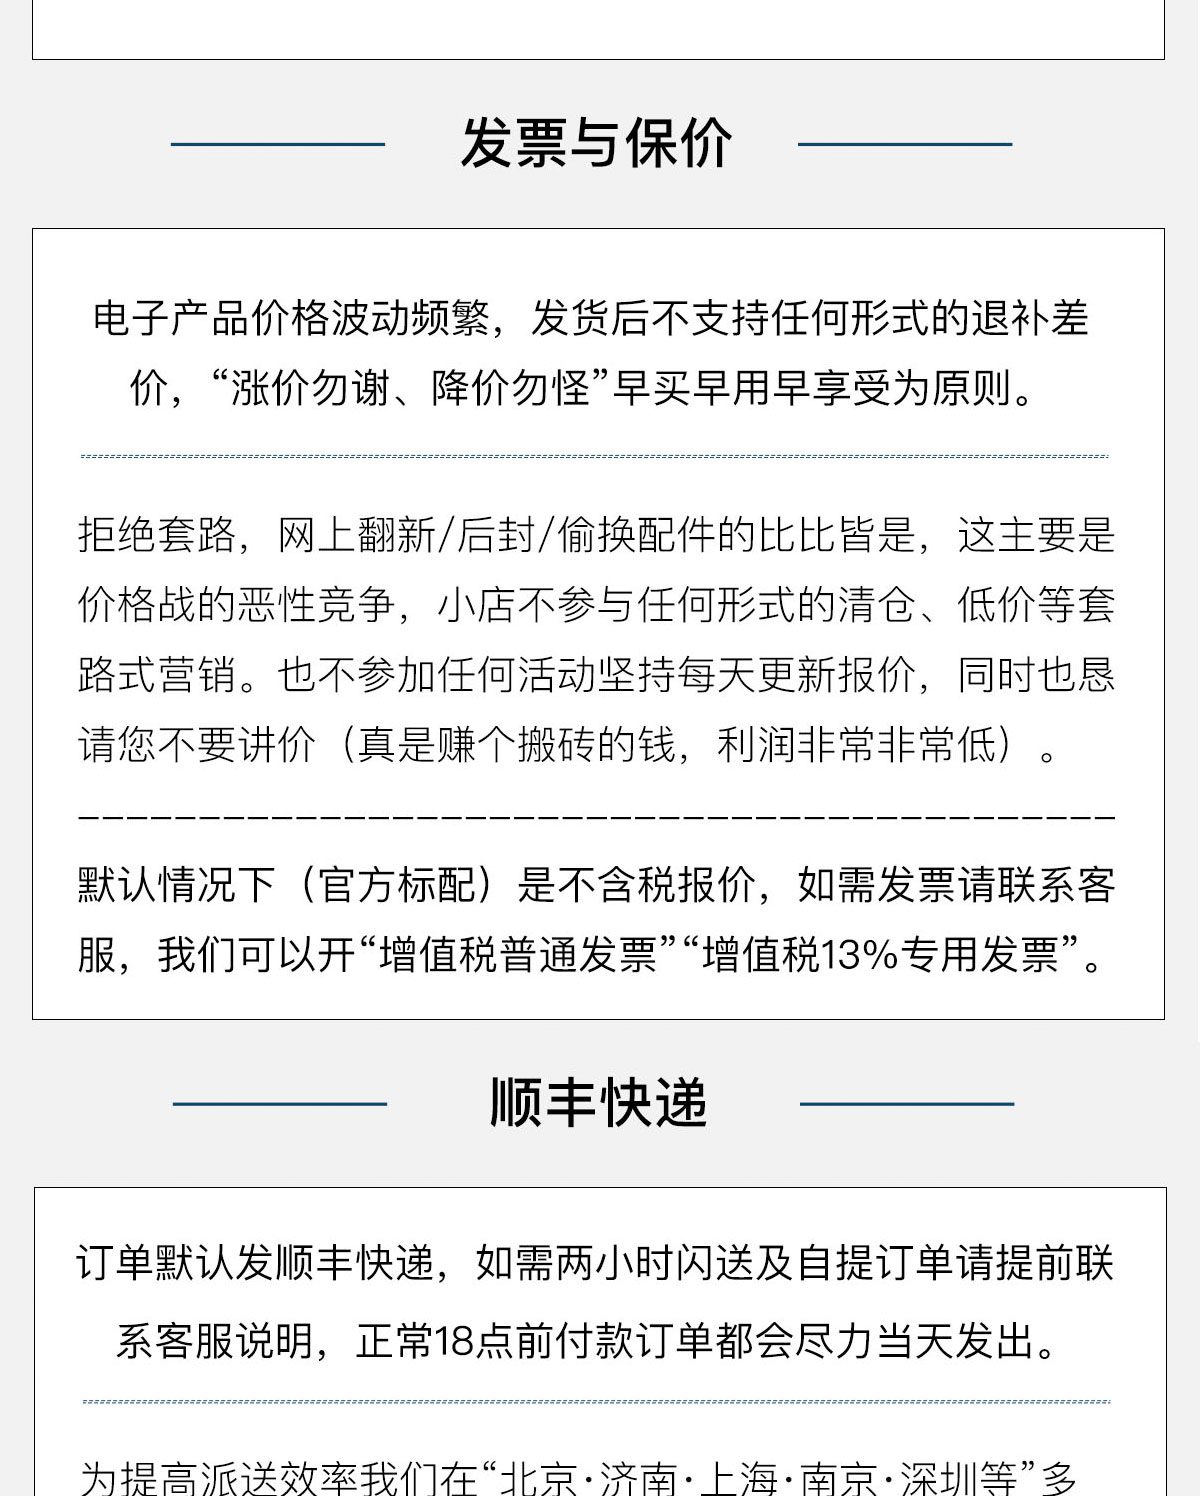 发票与保价
电子产品价格波动频繁，发货后不支持任何形式的退补差
价，“涨价勿谢、降价勿怪”早买早用早享受为原则。
拒绝套路，网上翻新/后封/偷换配件的比比皆是，这主要是
价格战的恶性竞争，小店不参与任何形式的清仓、低价等套
路式营销。也不参加任何活动坚持每天更新报价，同时也恳
请您不要讲价（真是赚个搬砖的钱，利润非常非常低）。
默认情况下（官方标配）是不含税报价，如需发票请联系客
服，我们可以开“增值税普通发票”“增值税13%专用发票”。
顺丰快递
订单默认发顺丰快递，如需两小时闪送及自提订单请提前联
系客服说明，正常18点前付款订单都会尽力当天发出。
为提高派送效率我们在“北京·济南·上海·南京·深圳等”多